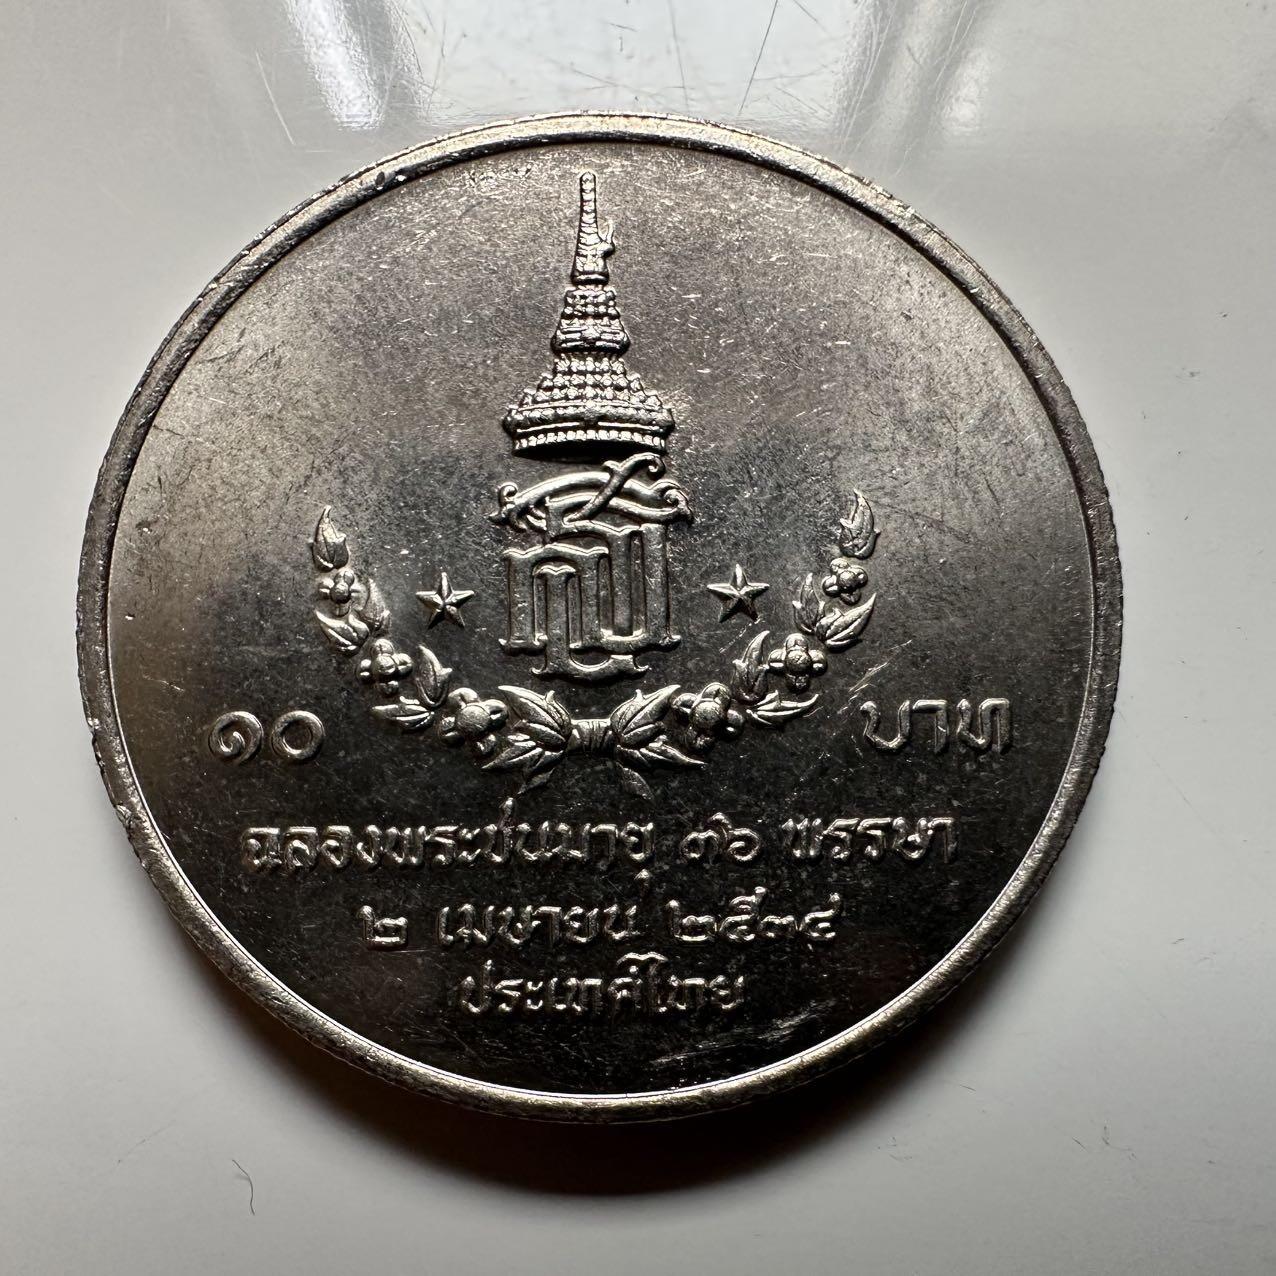 ๑๐ บาท
ฉลองพระชนมายุ ๓๖ พรรษา
๒ เมษายน ๒๕๓๔
ประเทศไทย